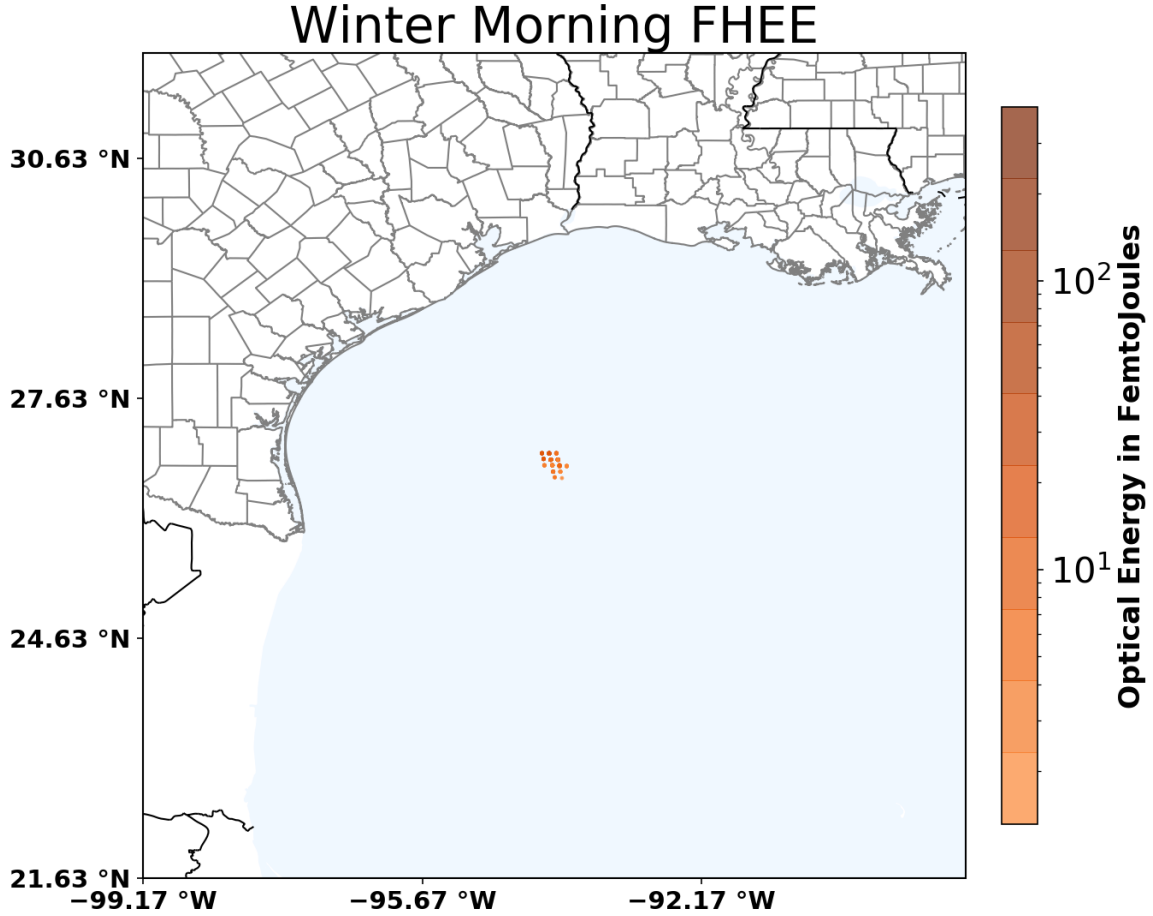 Winter Morning FHEE
30.63 °N
27.63 °N
24.63 °N
21.63 °N
−99.17 °W
−95.67 °W
−92.17 °W
10²
10¹
Optical Energy in FemtoJoules